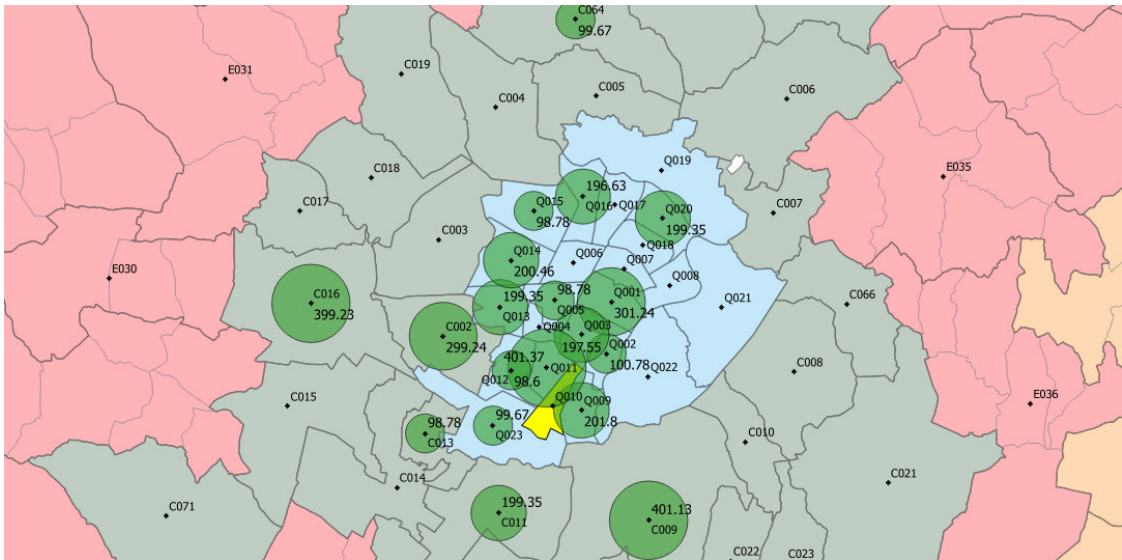 C064
99.67
E031
C019
C005
C006
C004
Q019
C018
E035
196.63
Q015
Q016
Q017
C017
98.78
Q020
C007
199.35
C003
Q018
Q014
Q006
Q007
200.46
E030
Q008
C016
199.35
98.78
Q001
Q021
C066
399.23
Q013
Q005
301.24
C002
Q004
Q003
299.24
197.55
Q002
401.37
100.78
C008
Q011
Q012
98.6
Q022
C015
Q010
Q009
E036
98.78
99.67
201.8
C013
Q023
C010
C014
C021
199.35
401.13
C071
C011
C009
C022
C023